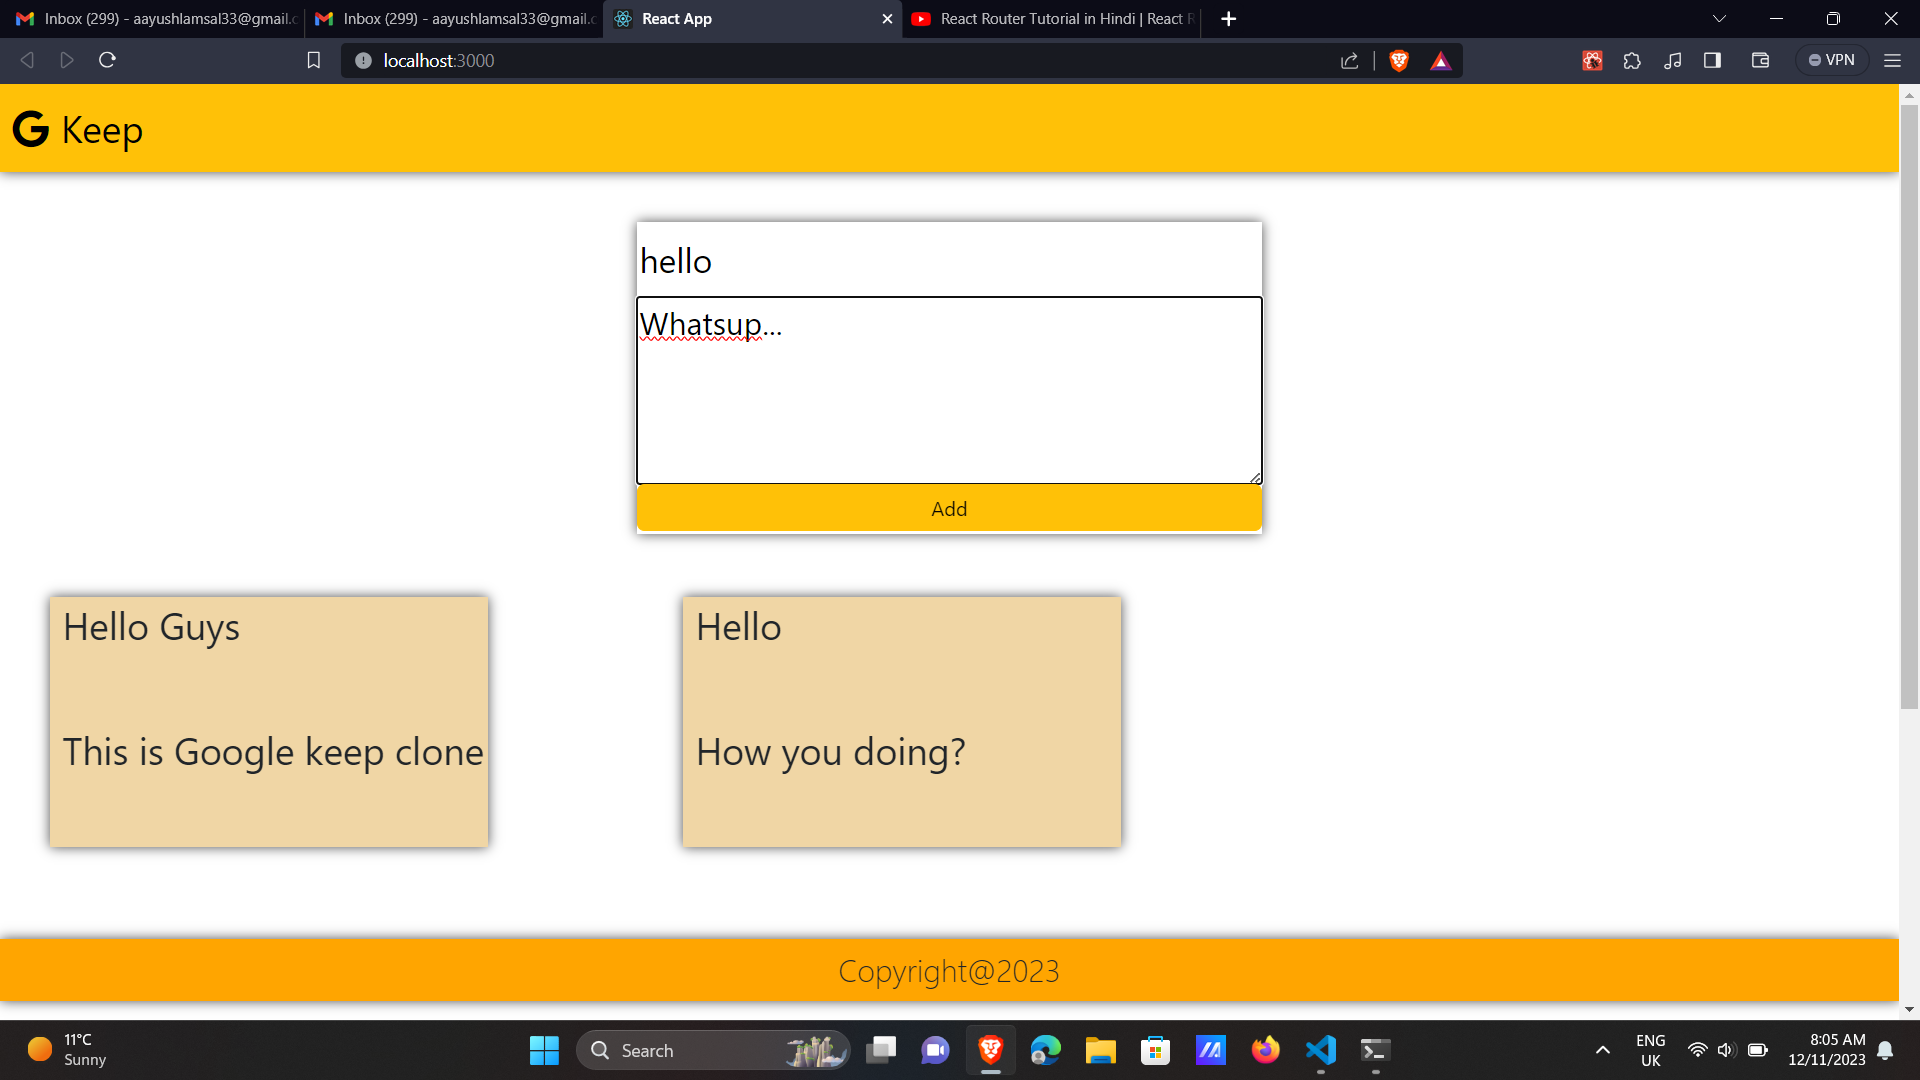 Inbox (299) - aayushlamsal33@gmail.c
Inbox (299) - aayushlamsal33@gmail.c
React App
React Router Tutorial in Hindi | React R
localhost:3000
VPN
G Keep
hello
Whatsup...
Add
Hello Guys
Hello
This is Google keep clone
How you doing?
Copyright@2023
11°C
Sunny
Search
ENG
UK
8:05 AM
12/11/2023